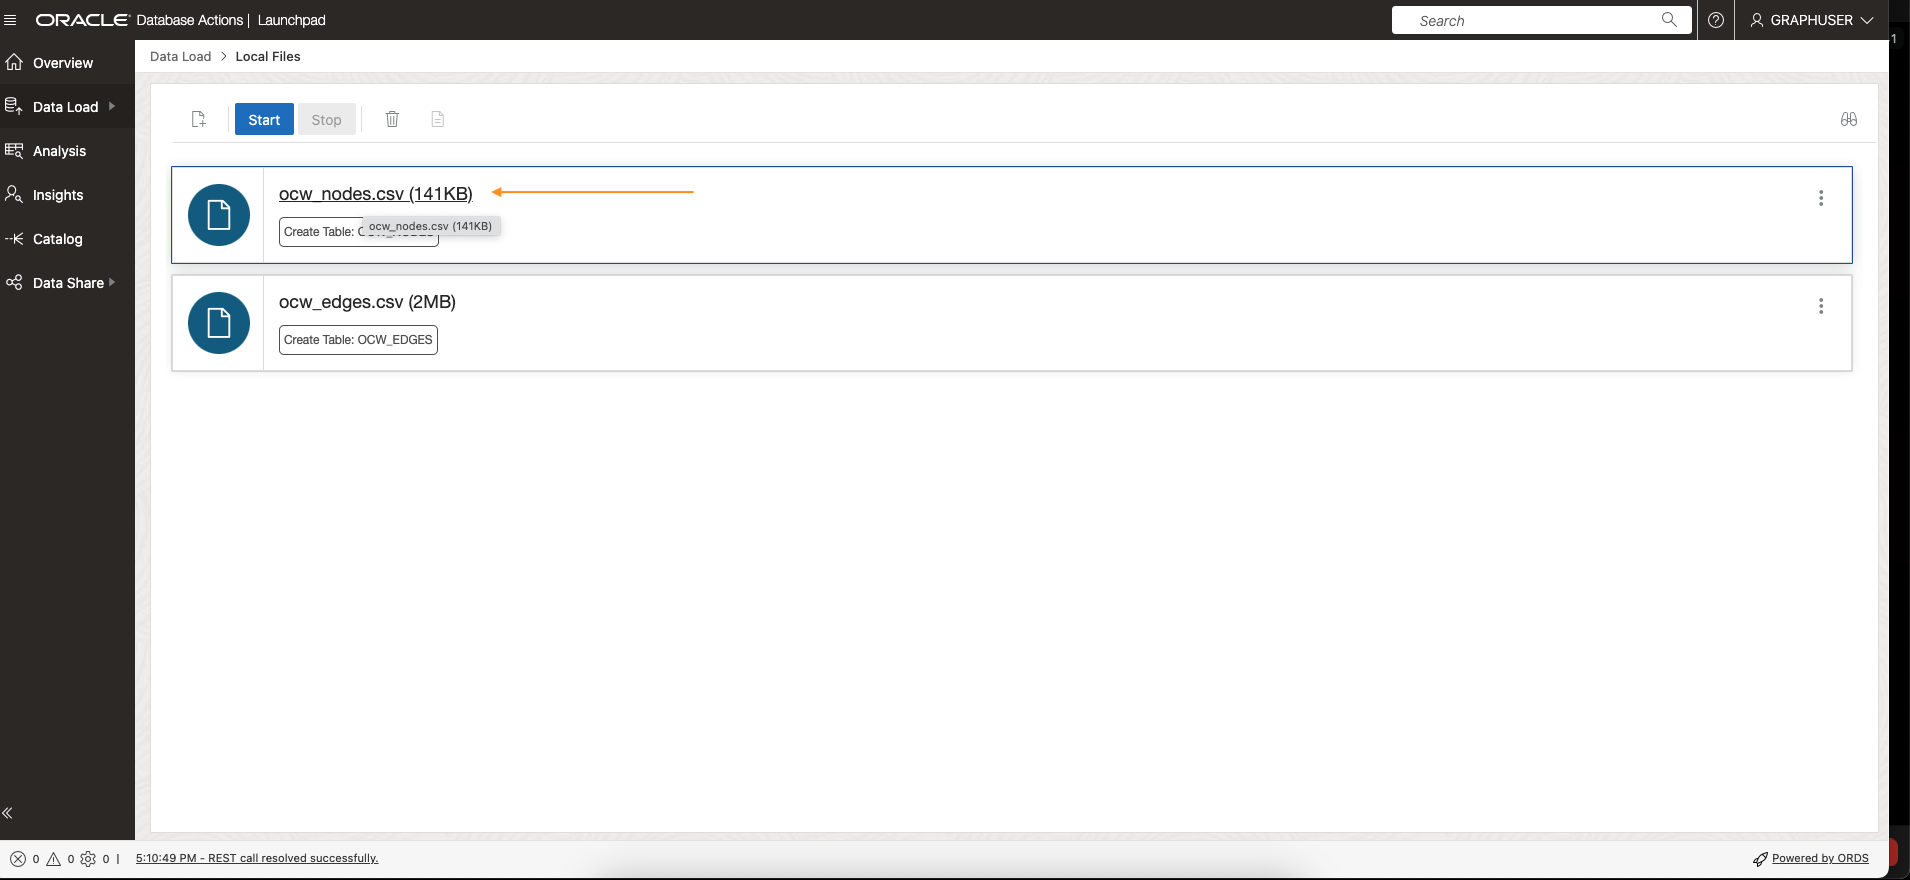 ORACLE Database Actions | Launchpad
Search
GRAPHUSER
1
Overview
Data Load
Analysis
Insights
Catalog
Data Share
Data Load > Local Files
Start
Stop
ocw_nodes.csv (141KB)
Create Table:
ocw_nodes.csv (141KB)
ocw_edges.csv (2MB)
Create Table: OCW_EDGES
0 0 0 | 5:10:49 PM - REST call resolved successfully.
Powered by ORDS